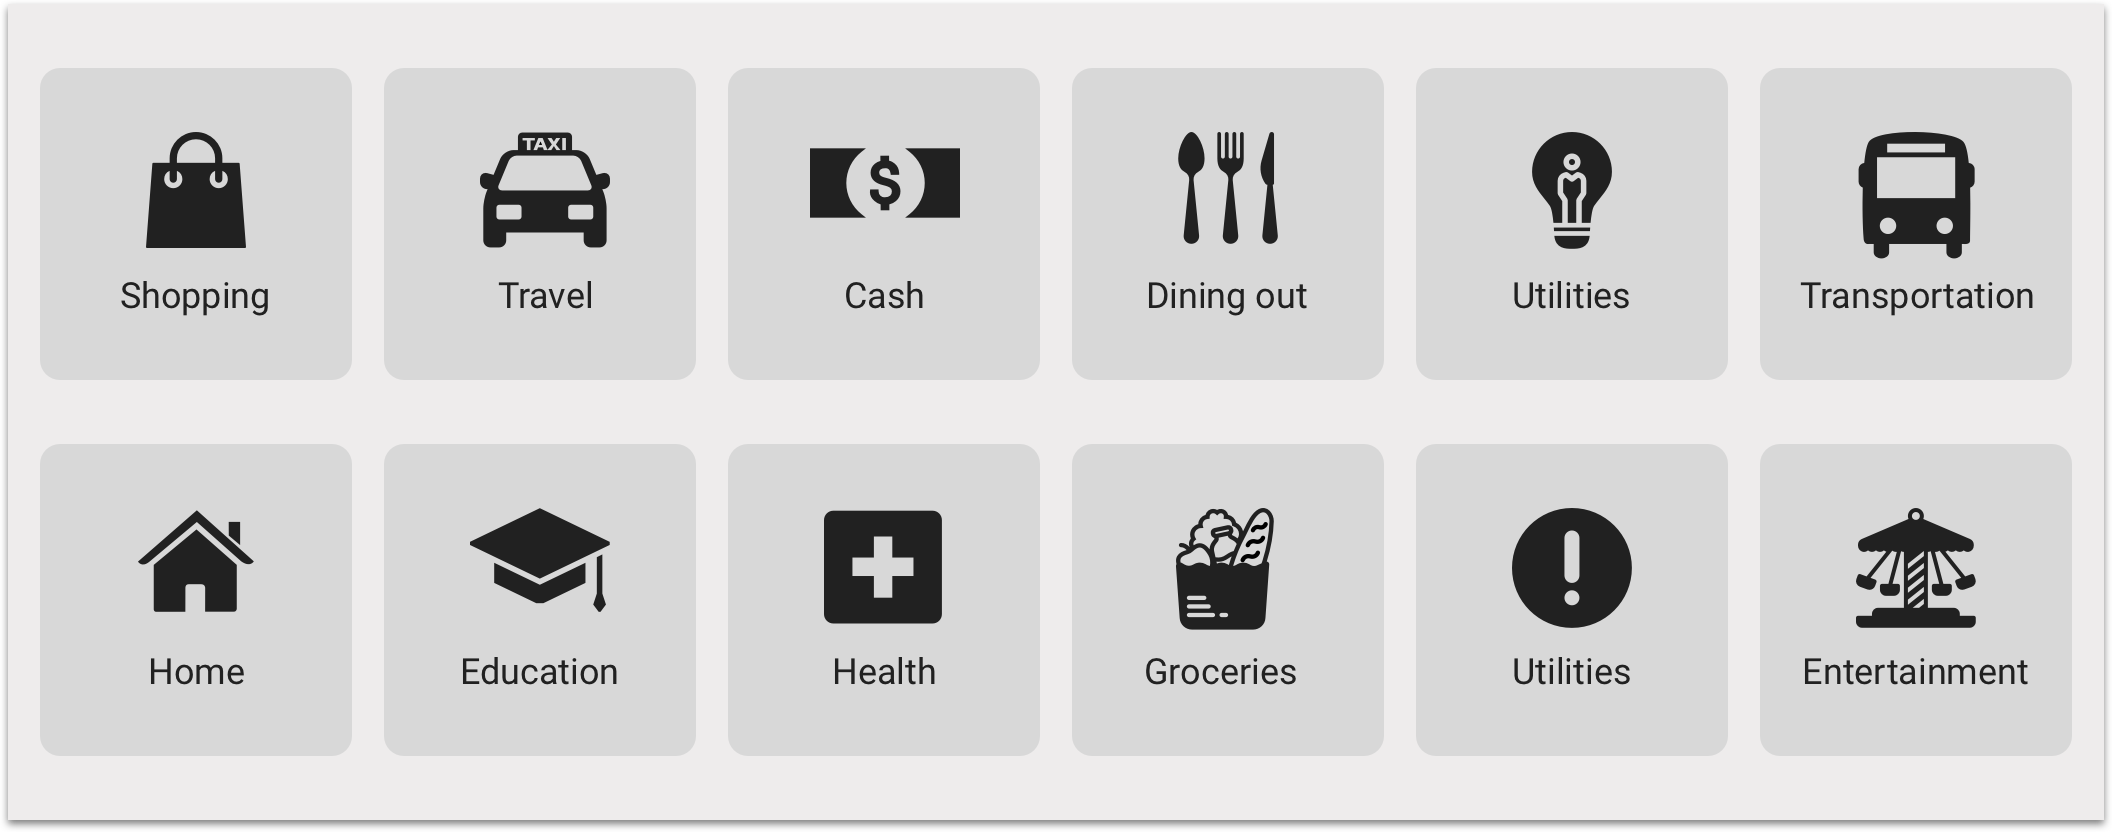 TAXI
Shopping
Travel
$
Cash
Dining out
Utilities
Transportation
Home
Education
Health
Groceries
!
Utilities
Entertainment